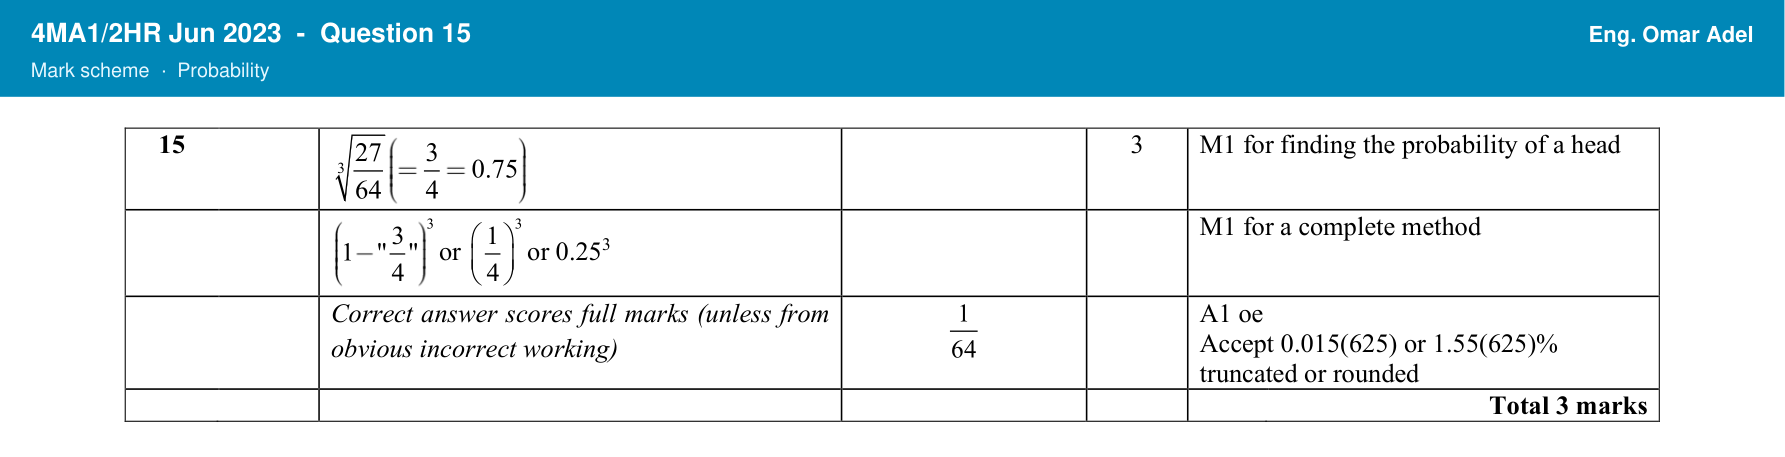 4MA1/2HR Jun 2023 - Question 15
Eng. Omar Adel
Mark scheme · Probability
15
∛(27/64) (= 3/4 = 0.75)
3
M1 for finding the probability of a head
(1 − "3/4")³ or (1/4)³ or 0.25³
M1 for a complete method
Correct answer scores full marks (unless from
obvious incorrect working)
1/64
A1 oe
Accept 0.015(625) or 1.55(625)%
truncated or rounded
Total 3 marks